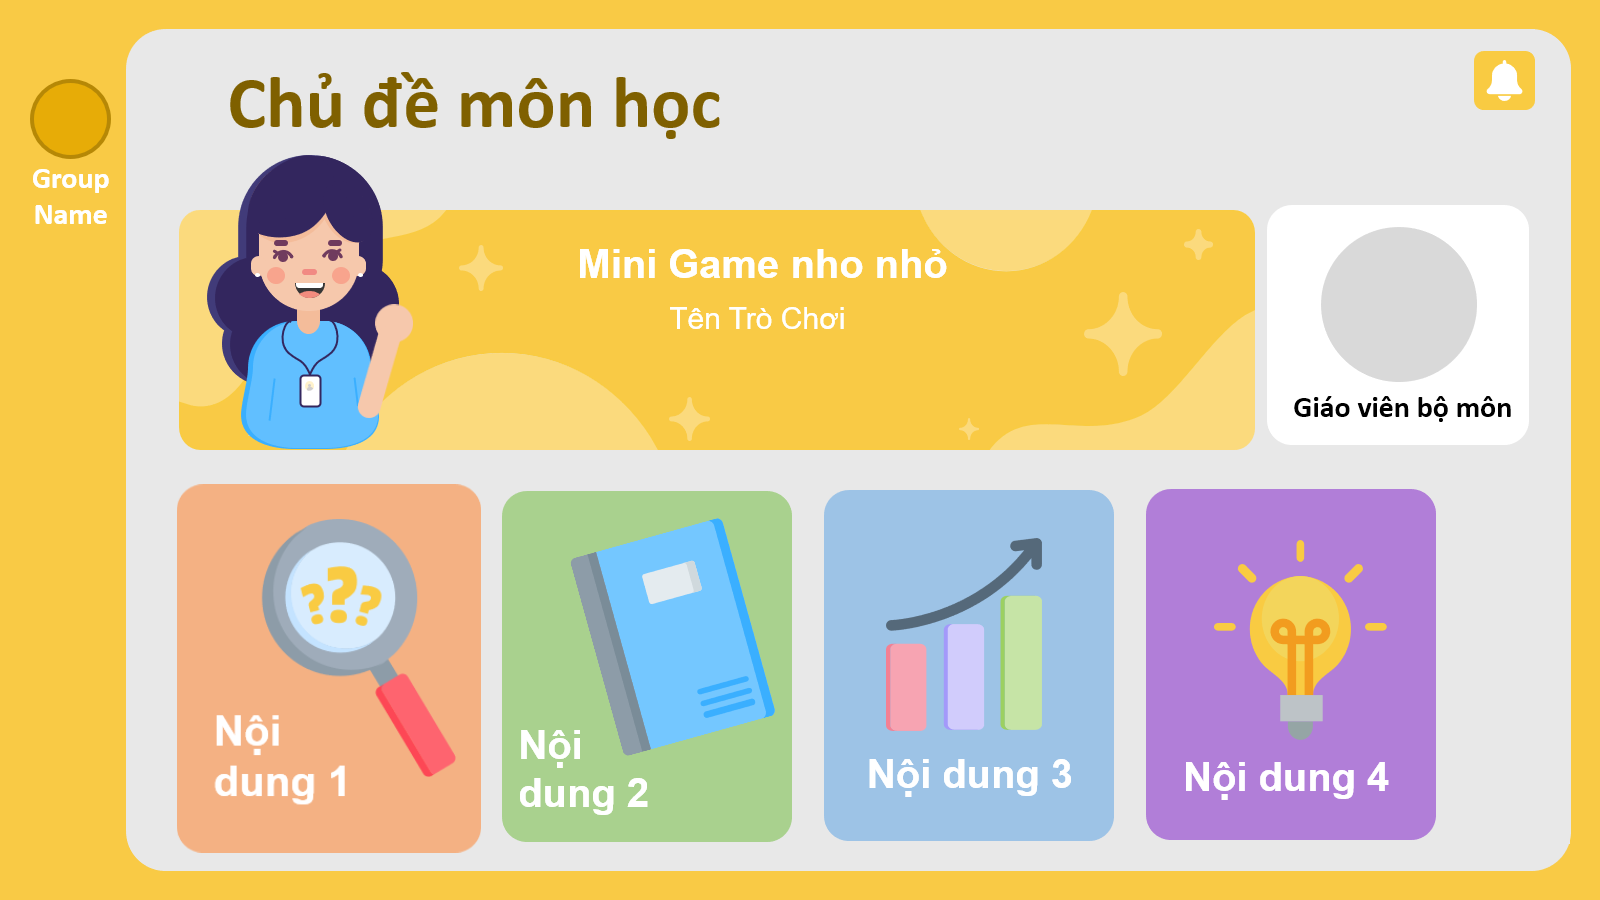 Chủ đề môn học
Group
Name
Mini Game nho nhỏ
Tên Trò Chơi
Giáo viên bộ môn
???
Nội
dung 1
Nội
dung 2
Nội dung 3
Nội dung 4